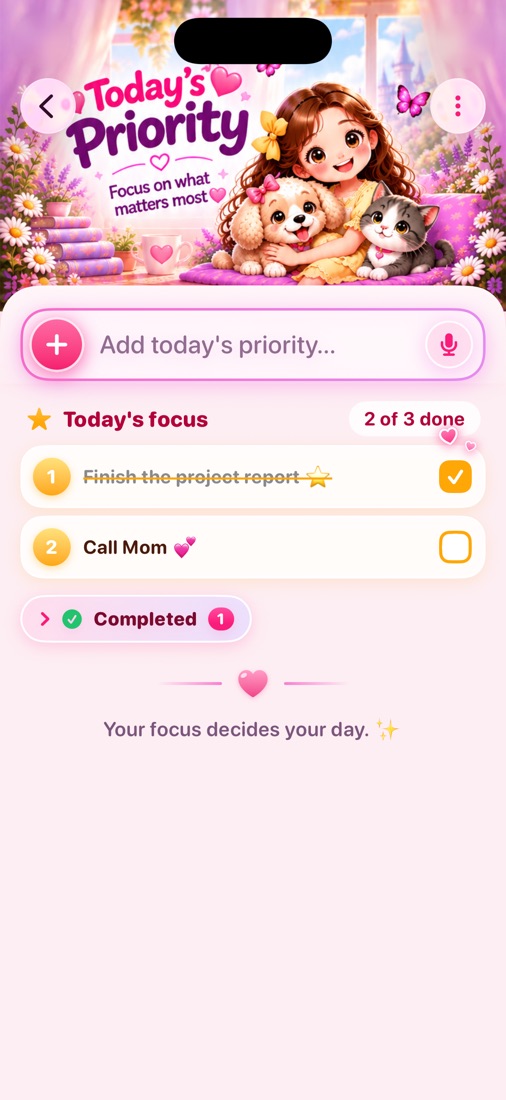 Today's
Priority
Focus on what
matters most
Add today's priority...
Today's focus
2 of 3 done
1
Finish the project report ⭐
2
Call Mom 💕
Completed
1
Your focus decides your day. ✨